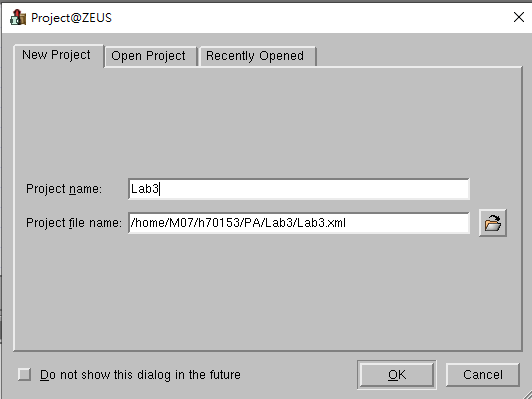 Project@ZEUS
New Project Open Project Recently Opened
Project name: Lab3
Project file name: /home/M07/h70153/PA/Lab3/Lab3.xml
Do not show this dialog in the future OK Cancel